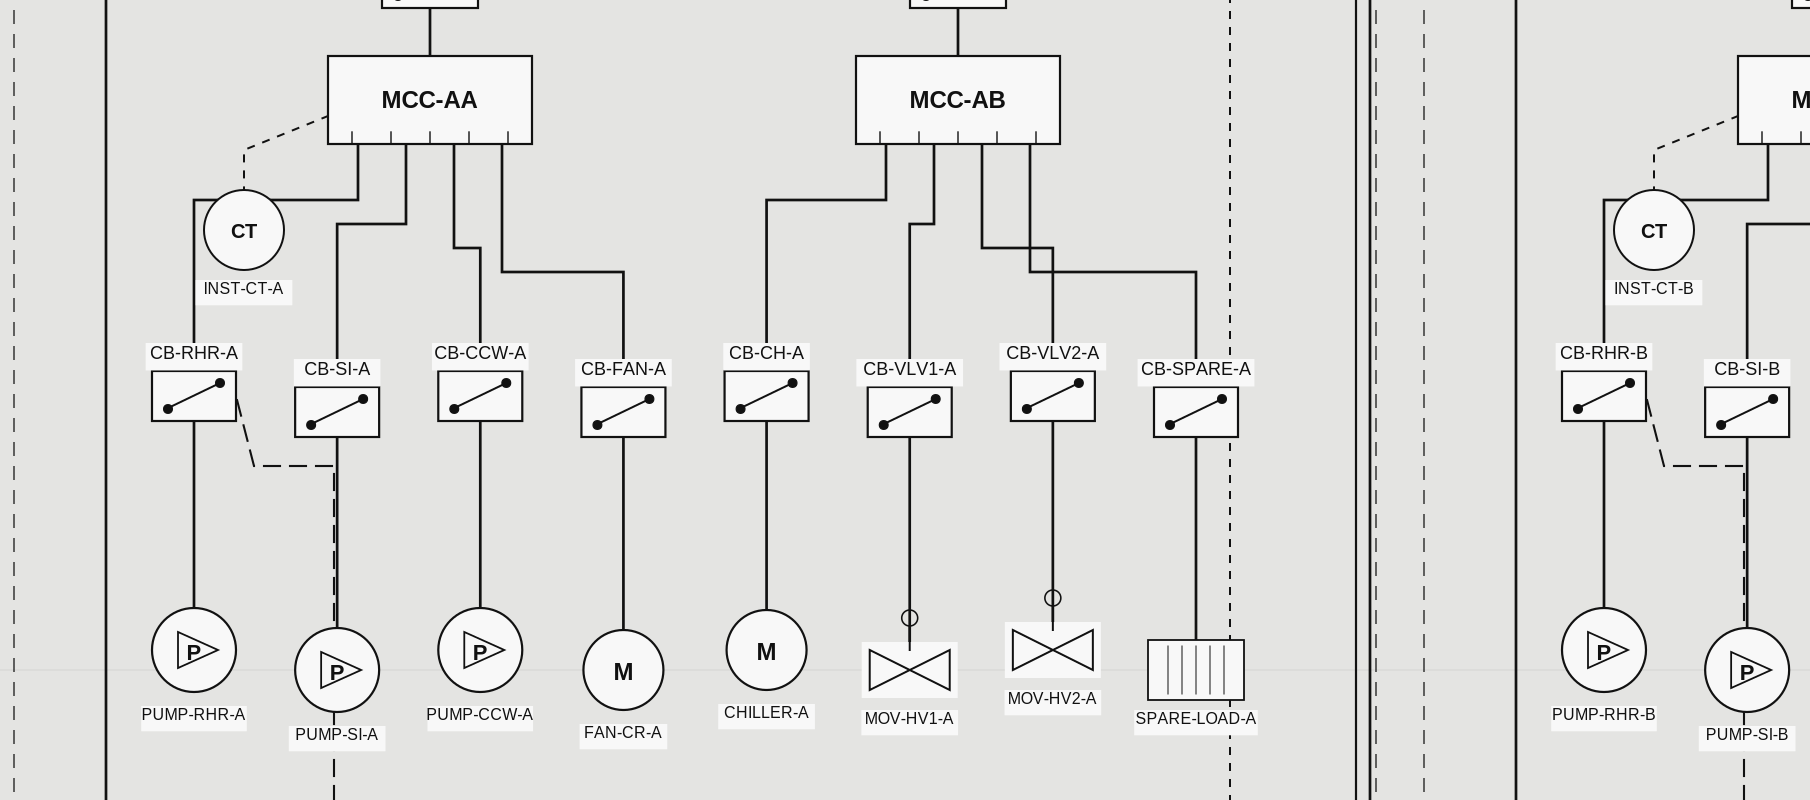 MCC-AA
MCC-AB
CT
CT
INST-CT-A
INST-CT-B
CB-RHR-A
CB-SI-A
CB-CCW-A
CB-FAN-A
CB-CH-A
CB-VLV1-A
CB-VLV2-A
CB-SPARE-A
CB-RHR-B
CB-SI-B
P
P
P
M
M
P
P
PUMP-RHR-A
PUMP-SI-A
PUMP-CCW-A
FAN-CR-A
CHILLER-A
MOV-HV1-A
MOV-HV2-A
SPARE-LOAD-A
PUMP-RHR-B
PUMP-SI-B